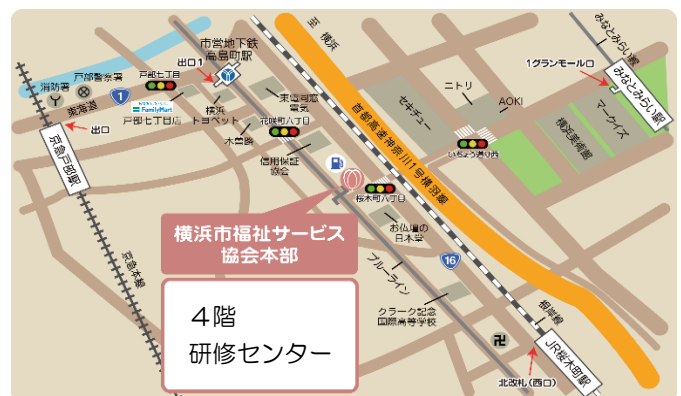 至 横浜
市営地下鉄
高島町駅
出口1
みなとみらい線
1グランモール口
みなとみらい駅
消防署
戸部警察署
戸部七丁目
東海道
1
FamilyMart
戸部七丁目店
横浜
トヨペット
東電同窓
電気
花咲町八丁目
木雪路
信用保証
協会
出口
京急戸部駅
京急本線
首都高速神奈川1号横羽線
セキチュー
ニトリ
AOKI
いちょう通り西
横浜美術館
マークイズ
桜木町六丁目
お仏壇の
日本堂
ブルーライン
16
クラーク記念
国際高等学校
根岸線
JR桜木町駅
北改札(西口)
横浜市福祉サービス
協会本部
4階
研修センター